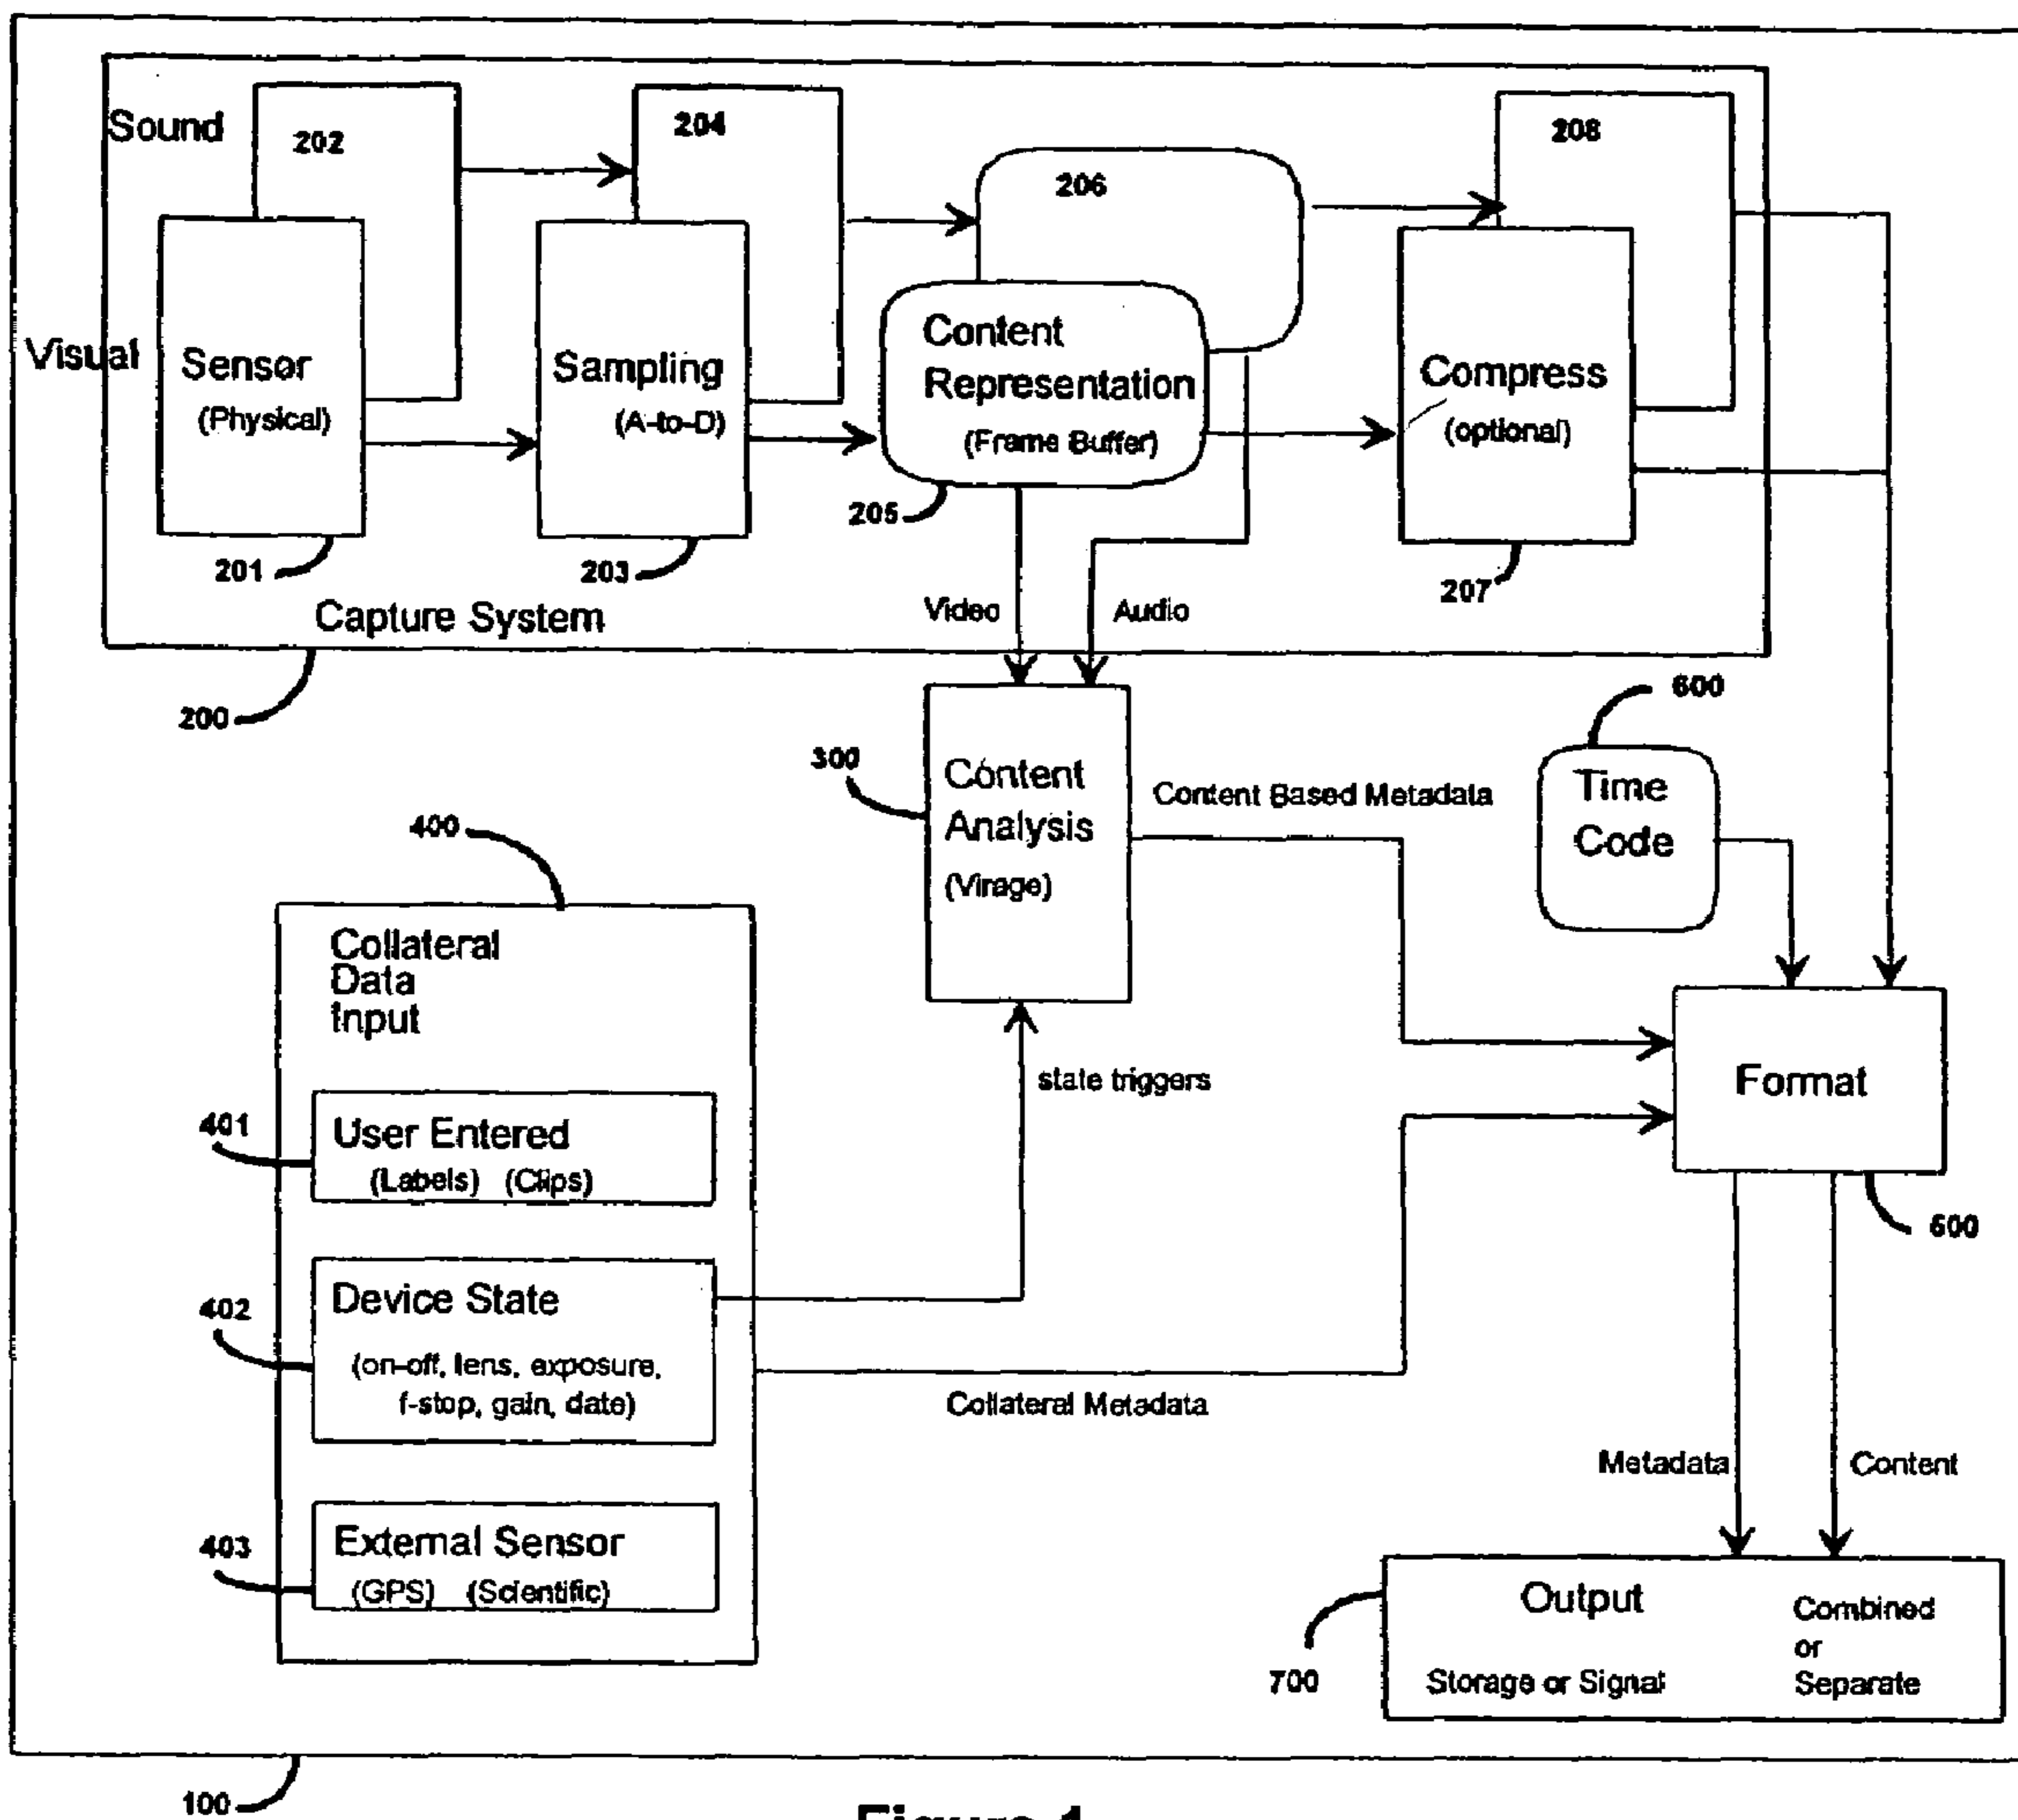 Sound
202
204
206
208
Visual
Sensor
(Physical)
Sampling
(A-to-D)
Content
Representation
(Frame Buffer)
Compress
(optional)
201
203
205
207
Capture System
Video
Audio
200
300
Content
Analysis
(Virage)
Content Based Metadata
600
Time
Code
400
Collateral
Data
Input
state triggers
401
User Entered
(Labels) (Clips)
Format
500
402
Device State
(on-off, lens, exposure,
f-stop, gain, date)
Collateral Metadata
Metadata
Content
403
External Sensor
(GPS) (Scientific)
700
Output
Storage or Signal
Combined
or
Separate
100
Figure 1